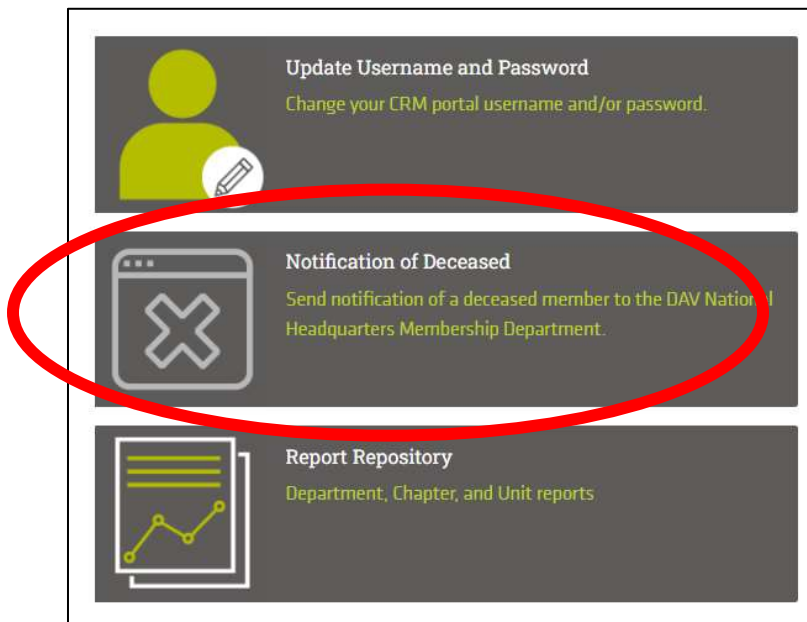 Update Username and Password
Change your CRM portal username and/or password.
Notification of Deceased
Send notification of a deceased member to the DAV National
Headquarters Membership Department.
Report Repository
Department, Chapter, and Unit reports